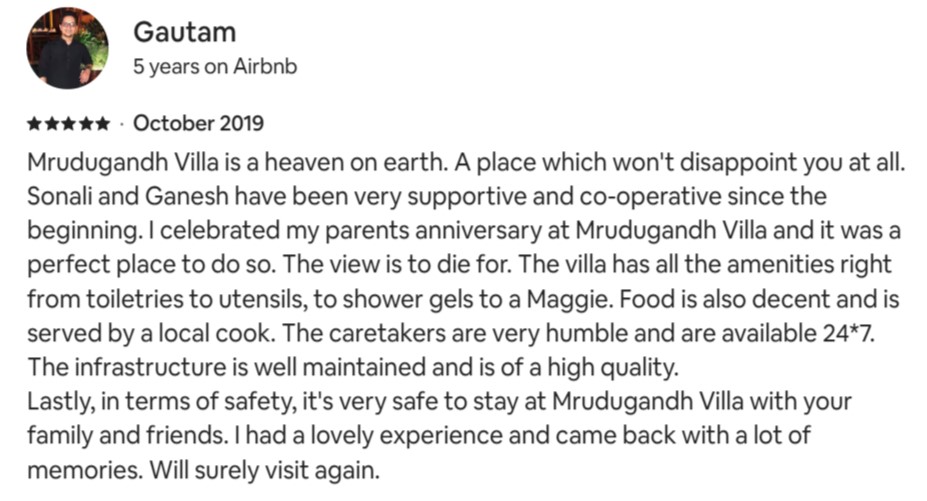 Gautam
5 years on Airbnb
★★★★★ · October 2019
Mrudugandh Villa is a heaven on earth. A place which won't disappoint you at all.
Sonali and Ganesh have been very supportive and co-operative since the
beginning. I celebrated my parents anniversary at Mrudugandh Villa and it was a
perfect place to do so. The view is to die for. The villa has all the amenities right
from toiletries to utensils, to shower gels to a Maggie. Food is also decent and is
served by a local cook. The caretakers are very humble and are available 24*7.
The infrastructure is well maintained and is of a high quality.
Lastly, in terms of safety, it's very safe to stay at Mrudugandh Villa with your
family and friends. I had a lovely experience and came back with a lot of
memories. Will surely visit again.